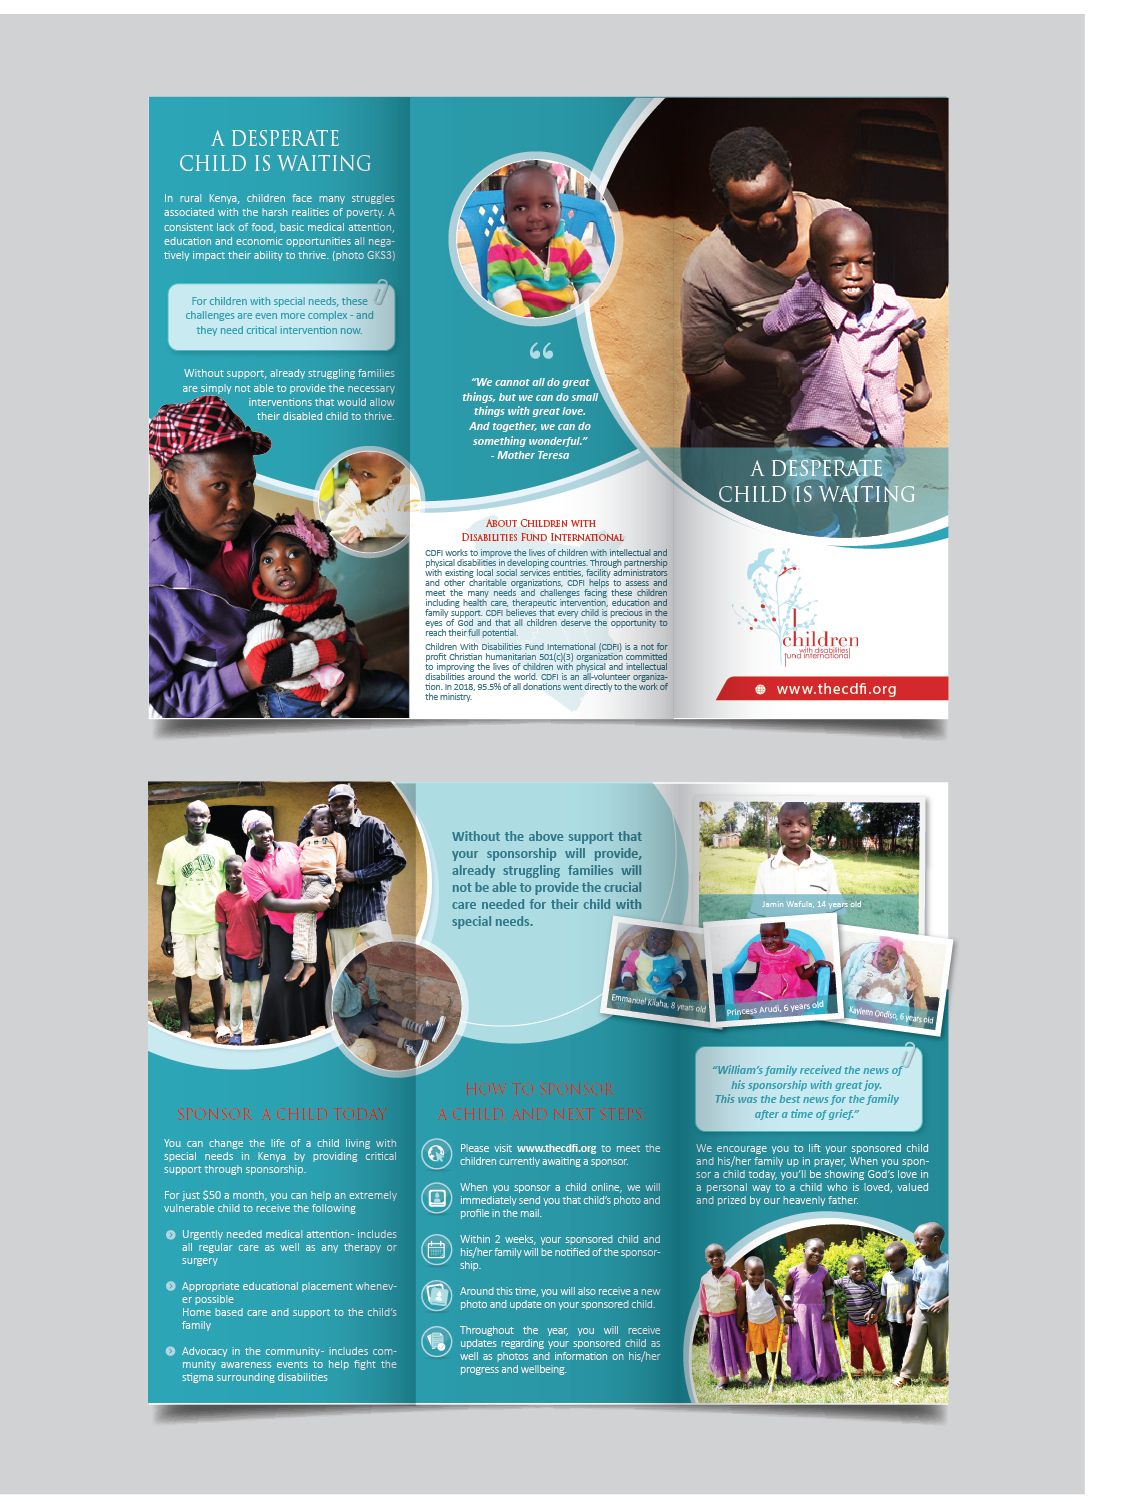 A DESPERATE
CHILD IS WAITING
In rural Kenya, children face many struggles
associated with the harsh realities of poverty. A
consistent lack of food, basic medical attention,
education and economic opportunities all nega-
tively impact their ability to thrive. (photo GKS3)
For children with special needs, these
challenges are even more complex - and
they need critical intervention now.
Without support, already struggling families
are simply not able to provide the necessary
interventions that would allow
their disabled child to thrive.
“
“We cannot all do great
things, but we can do small
things with great love.
And together, we can do
something wonderful.”
- Mother Teresa
ABOUT CHILDREN WITH
DISABILITIES FUND INTERNATIONAL
CDFI works to improve the lives of children with intellectual and
physical disabilities in developing countries. Through partnership
with existing local social services entities, facility administrators
and other charitable organizations, CDFI helps to assess and
meet the many needs and challenges facing these children
including health care, therapeutic intervention, education and
family support. CDFI believes that every child is precious in the
eyes of God and that all children deserve the opportunity to
reach their full potential.
Children With Disabilities Fund International (CDFI) is a not for
profit Christian humanitarian 501(c)(3) organization committed
to improving the lives of children with physical and intellectual
disabilities around the world. CDFI is an all-volunteer organiza-
tion. In 2018, 95.5% of all donations went directly to the work of
the ministry.
A DESPERATE
CHILD IS WAITING
children
with disabilities
fund international
www.thecdfi.org
SPONSOR A CHILD TODAY
You can change the life of a child living with
special needs in Kenya by providing critical
support through sponsorship.
For just $50 a month, you can help an extremely
vulnerable child to receive the following
Urgently needed medical attention- includes
all regular care as well as any therapy or
surgery
Appropriate educational placement whenev-
er possible
Home based care and support to the child’s
family
Advocacy in the community- includes com-
munity awareness events to help fight the
stigma surrounding disabilities
Without the above support that
your sponsorship will provide,
already struggling families will
not be able to provide the crucial
care needed for their child with
special needs.
HOW TO SPONSOR
A CHILD, AND NEXT STEPS
Please visit www.thecdfi.org to meet the
children currently awaiting a sponsor.
When you sponsor a child online, we will
immediately send you that child’s photo and
profile in the mail.
Within 2 weeks, your sponsored child and
his/her family will be notified of the sponsor-
ship.
Around this time, you will also receive a new
photo and update on your sponsored child.
Throughout the year, you will receive
updates regarding your sponsored child as
well as photos and information on his/her
progress and wellbeing.
Jamin Wafula, 14 years old
Emmanuel Kilaha, 8 years old
Princess Arudi, 6 years old
Kayleen Ondiso, 6 years old
“William’s family received the news of
his sponsorship with great joy.
This was the best news for the family
after a time of grief.”
We encourage you to lift your sponsored child
and his/her family up in prayer, When you spon-
sor a child today, you’ll be showing God’s love in
a personal way to a child who is loved, valued
and prized by our heavenly father.